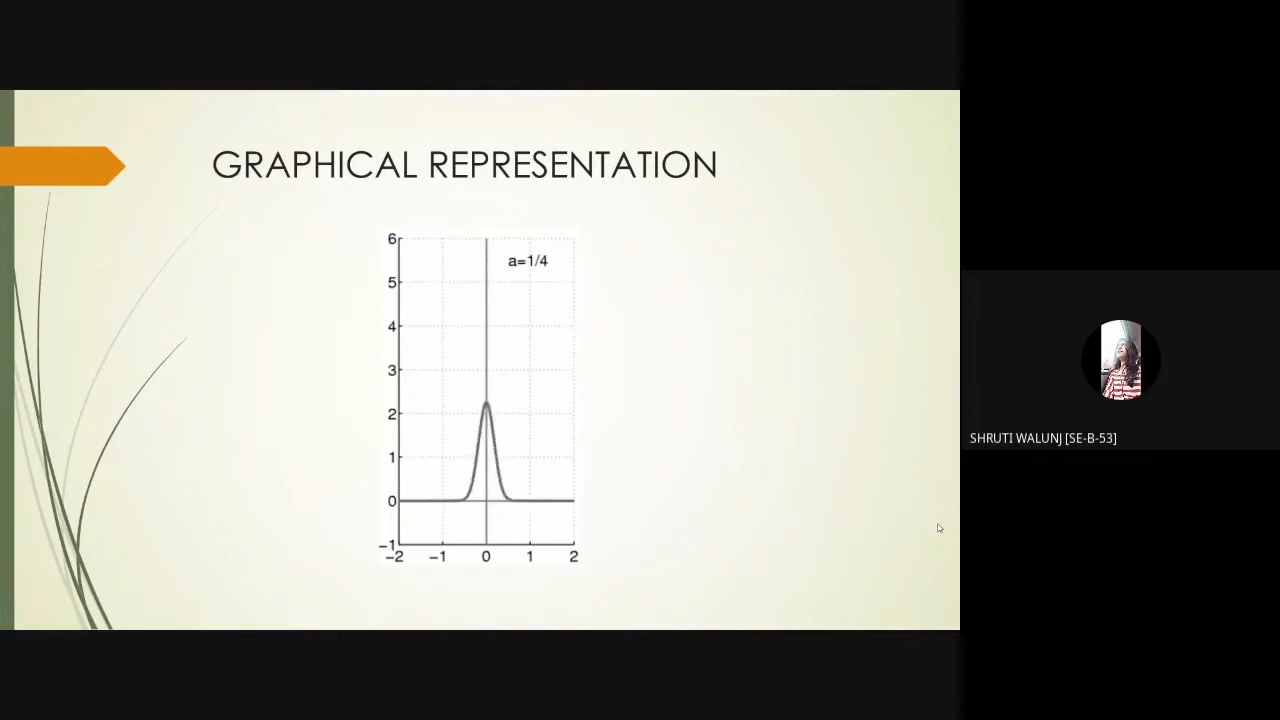 GRAPHICAL REPRESENTATION
6
a=1/4
5
4
3
2
1
0
−1
−2 −1 0 1 2
SHRUTI WALUNJ [SE-B-53]